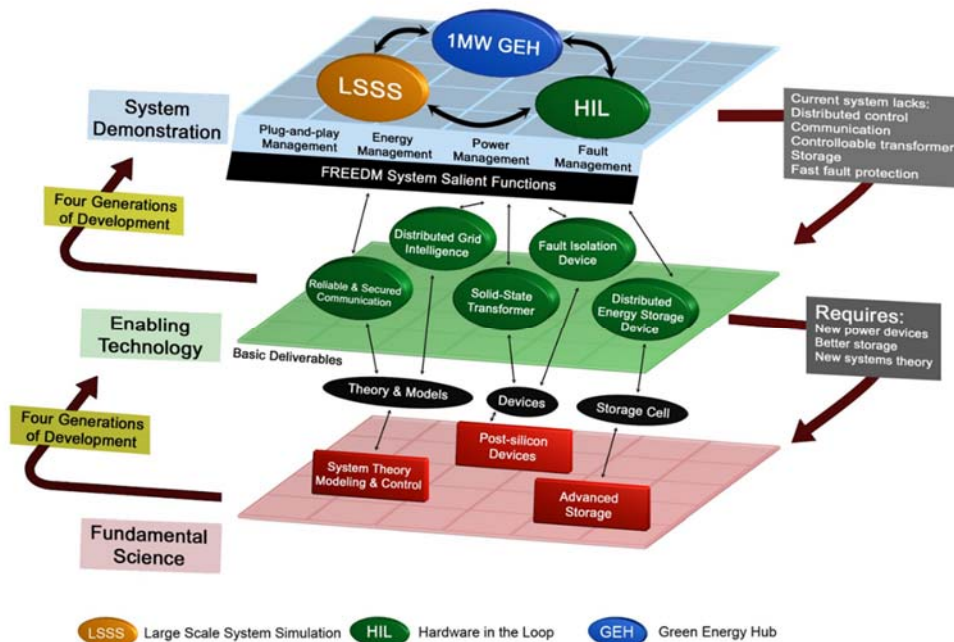 1MW GEH
LSSS
HIL
System
Demonstration
Plug-and-play
Management
Energy
Management
Power
Management
Fault
Management
FREEDM System Salient Functions
Current system lacks:
Distributed control
Communication
Controlloable transformer
Storage
Fast fault protection
Four Generations
of Development
Distributed Grid
Intelligence
Fault Isolation
Device
Reliable & Secured
Communication
Solid-State
Transformer
Distributed
Energy Storage
Device
Enabling
Technology
Basic Deliverables
Requires:
New power devices
Better storage
New systems theory
Theory & Models
Devices
Storage Cell
Four Generations
of Development
Post-silicon
Devices
System Theory
Modeling & Control
Advanced
Storage
Fundamental
Science
LSSS Large Scale System Simulation HIL Hardware in the Loop GEH Green Energy Hub